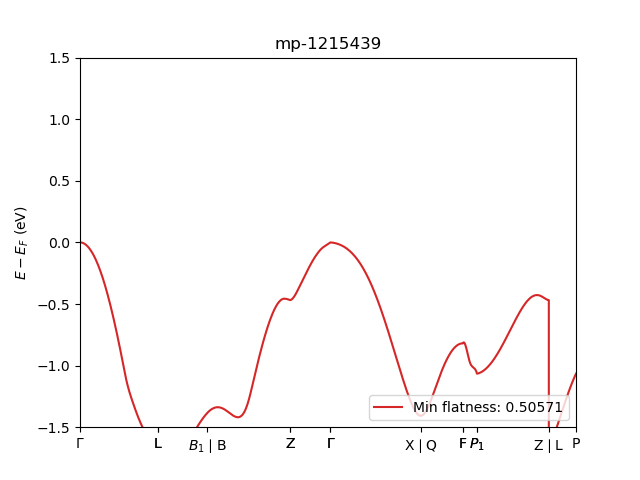 mp-1215439
E − E_F (eV)
1.5
1.0
0.5
0.0
−0.5
−1.0
−1.5
Min flatness: 0.50571
Γ L B₁ | B Z Γ X | Q F P₁ Z | L P